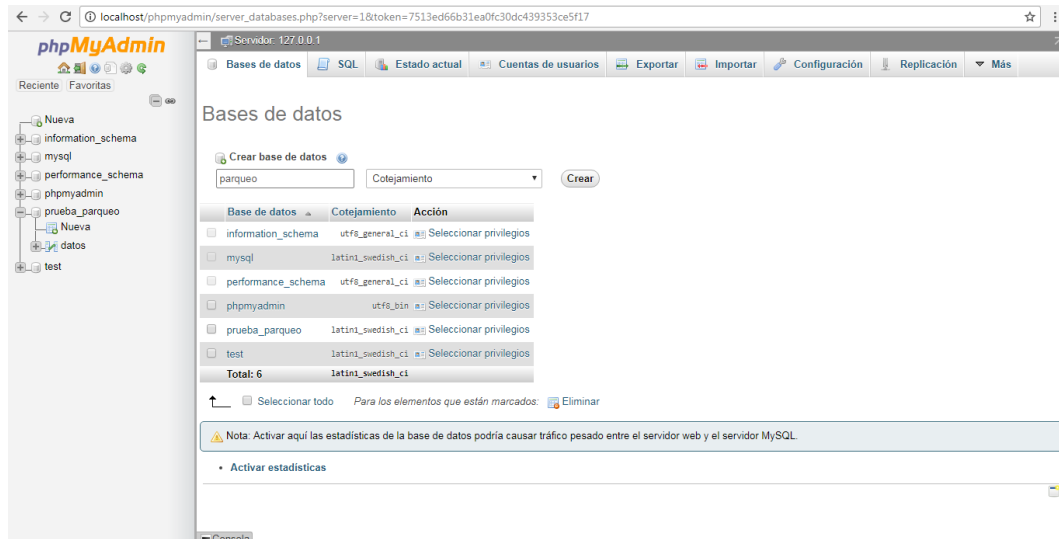 localhost/phpmyadmin/server_databases.php?server=1&token=7513ed66b31ea0fc30dc439353ce5f17
phpMyAdmin
Reciente Favoritas
Nueva
information_schema
mysql
performance_schema
phpmyadmin
prueba_parqueo
Nueva
datos
test
Servidor: 127.0.0.1
Bases de datos SQL Estado actual Cuentas de usuarios Exportar Importar Configuración Replicación Más
Bases de datos
Crear base de datos
parqueo Cotejamiento Crear
Base de datos Cotejamiento Acción
information_schema utf8_general_ci Seleccionar privilegios
mysql latin1_swedish_ci Seleccionar privilegios
performance_schema utf8_general_ci Seleccionar privilegios
phpmyadmin utf8_bin Seleccionar privilegios
prueba_parqueo latin1_swedish_ci Seleccionar privilegios
test latin1_swedish_ci Seleccionar privilegios
Total: 6 latin1_swedish_ci
Seleccionar todo Para los elementos que están marcados: Eliminar
Nota: Activar aquí las estadísticas de la base de datos podría causar tráfico pesado entre el servidor web y el servidor MySQL.
• Activar estadísticas
Consola